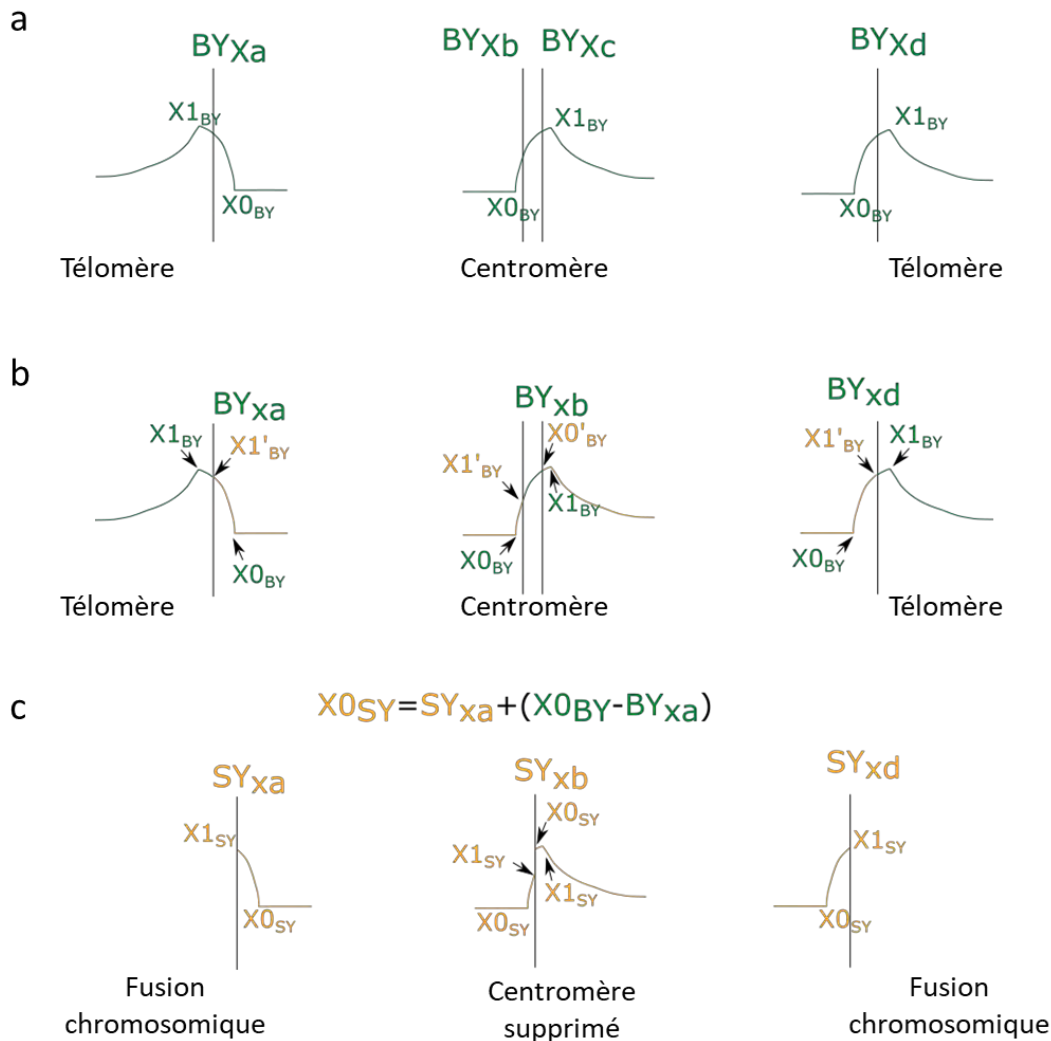 a
BYXa
BYXb BYXc
BYXd
X1BY
X1BY
X1BY
X0BY
X0BY
X0BY
Télomère
Centromère
Télomère
b
BYxa
BYxb
BYxd
X1BY
X1'BY
X0'BY
X1'BY
X1BY
X1'BY
X1BY
X0BY
X0BY
X0BY
Télomère
Centromère
Télomère
c
X0SY=SYxa+(X0BY-BYxa)
SYxa
SYxb
SYxd
X1SY
X0SY
X1SY
X1SY
X1SY
X0SY
X0SY
X0SY
Fusion
chromosomique
Centromère
supprimé
Fusion
chromosomique